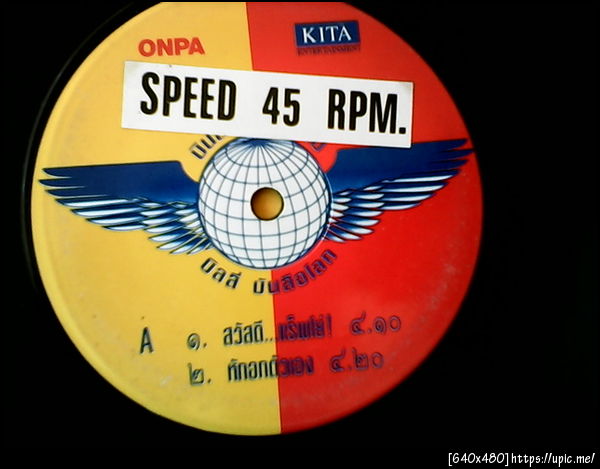 ONPA
KITA
ENTERTAINMENT
SPEED 45 RPM.
บิลลี่ บันลือโลก
A ๑. สวัสดี...แร็พโย่! ๔.๑๐
๒. หักอกตัวเอง ๔.๒๐
[640x480]https://upic.me/